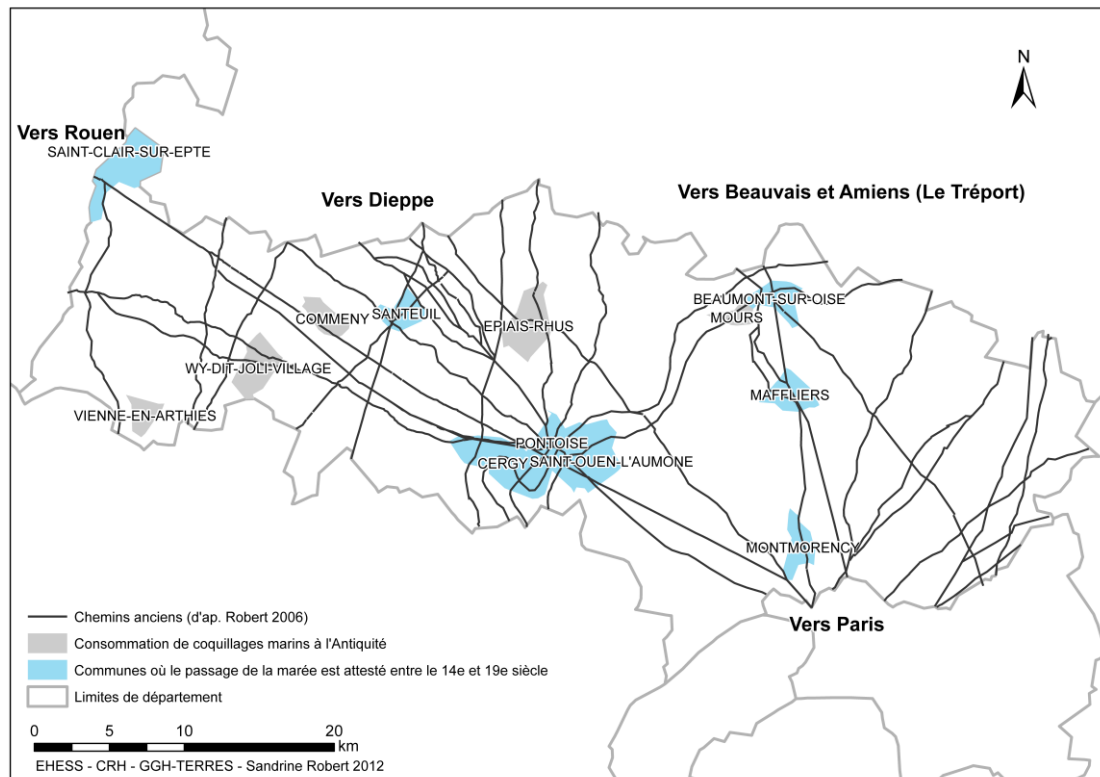 N
Vers Rouen
SAINT-CLAIR-SUR-EPTE
Vers Dieppe
Vers Beauvais et Amiens (Le Tréport)
BEAUMONT-SUR-OISE
MOURS
COMMENY
SANTEUIL
EPIAIS-RHUS
WY-DIT-JOLI-VILLAGE
MAFFLIERS
VIENNE-EN-ARTHIES
PONTOISE
CERGY
SAINT-OUEN-L'AUMONE
MONTMORENCY
Vers Paris
Chemins anciens (d'ap. Robert 2006)
Consommation de coquillages marins à l'Antiquité
Communes où le passage de la marée est attesté entre le 14e et 19e siècle
Limites de département
0 5 10 20
km
EHESS - CRH - GGH-TERRES - Sandrine Robert 2012